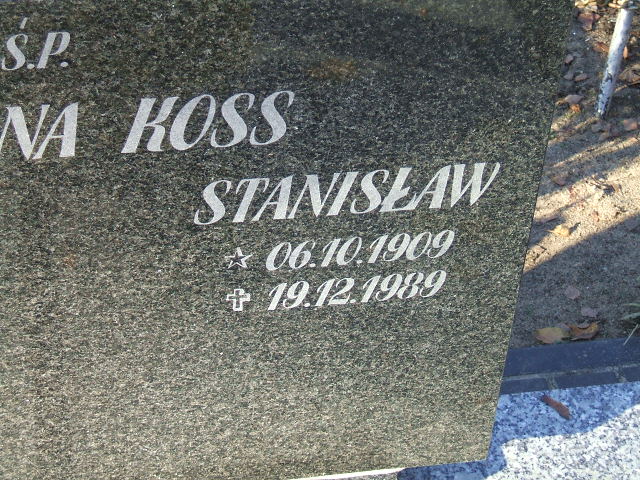 Ś.P.
NA KOSS
STANISŁAW
06.10.1909
19.12.1989